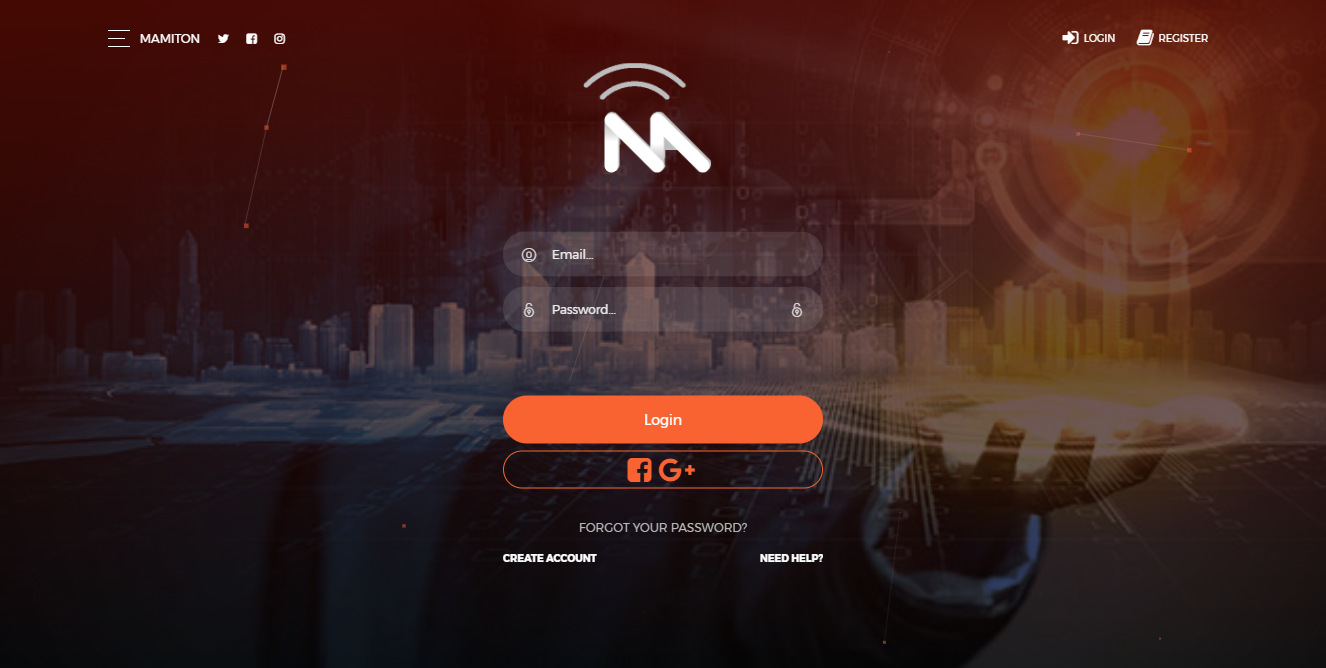 MAMITON
LOGIN REGISTER
Email...
Password...
Login
G+
FORGOT YOUR PASSWORD?
CREATE ACCOUNT NEED HELP?